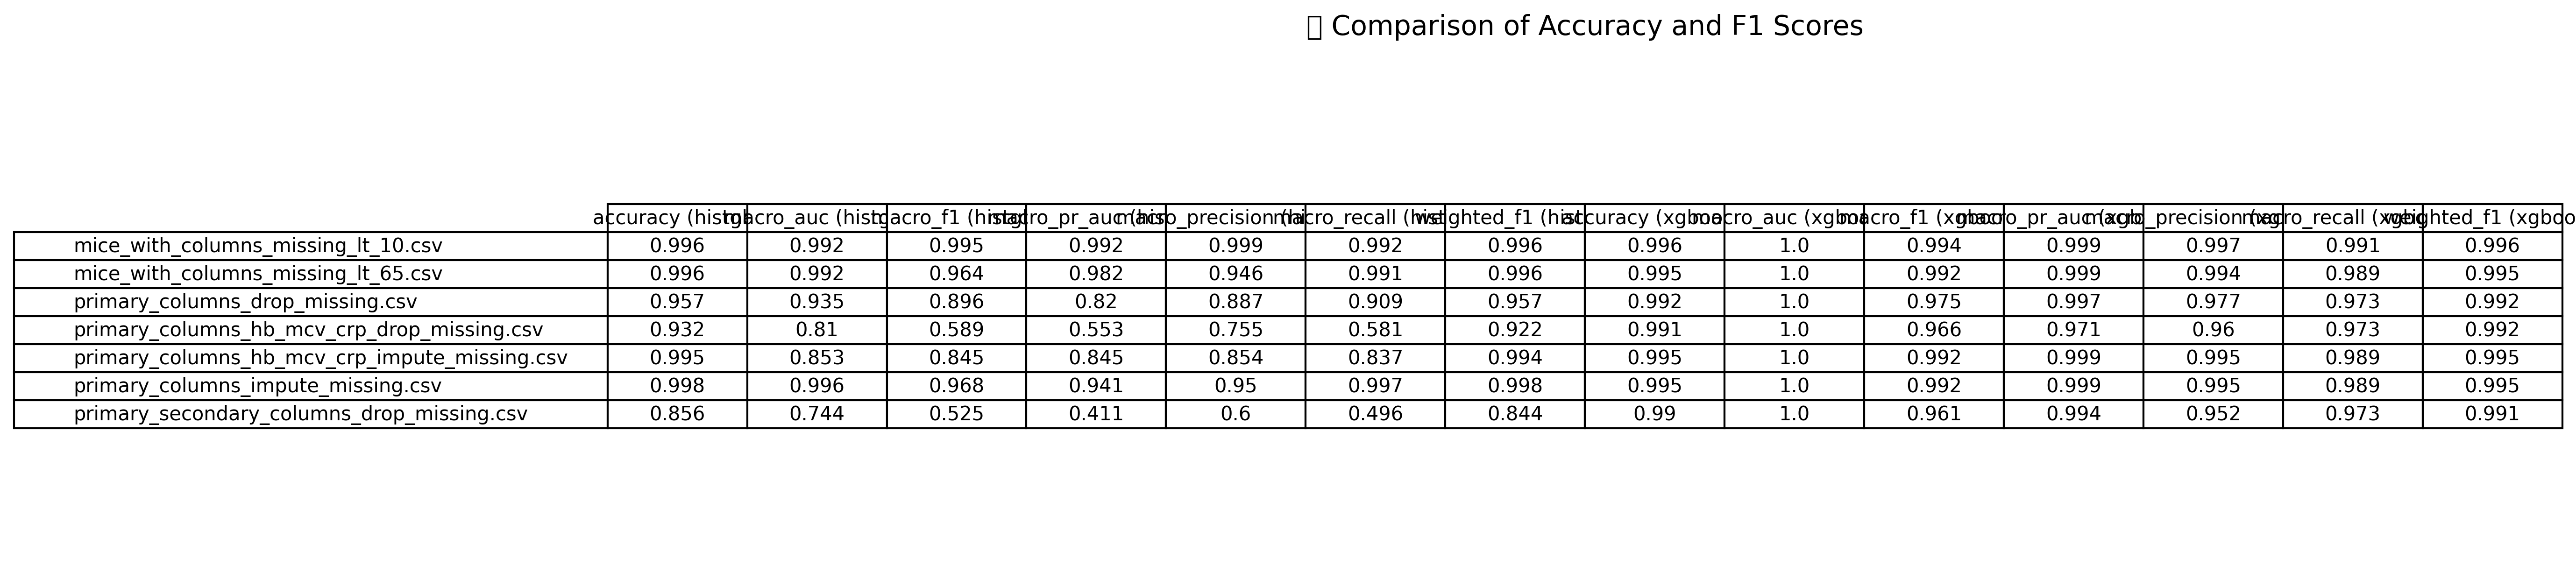 Comparison of Accuracy and F1 Scores
accuracy (histgb macro_auc (histg macro_f1 (histg macro_pr_auc (his macro_precision (hi macro_recall (hist weighted_f1 (hist accuracy (xgboo macro_auc (xgboo macro_f1 (xgboo macro_pr_auc (xgb macro_precision (xg macro_recall (xgbo weighted_f1 (xgboo
mice_with_columns_missing_lt_10.csv 0.996 0.992 0.995 0.992 0.999 0.992 0.996 0.996 1.0 0.994 0.999 0.997 0.991 0.996
mice_with_columns_missing_lt_65.csv 0.996 0.992 0.964 0.982 0.946 0.991 0.996 0.995 1.0 0.992 0.999 0.994 0.989 0.995
primary_columns_drop_missing.csv 0.957 0.935 0.896 0.82 0.887 0.909 0.957 0.992 1.0 0.975 0.997 0.977 0.973 0.992
primary_columns_hb_mcv_crp_drop_missing.csv 0.932 0.81 0.589 0.553 0.755 0.581 0.922 0.991 1.0 0.966 0.971 0.96 0.973 0.992
primary_columns_hb_mcv_crp_impute_missing.csv 0.995 0.853 0.845 0.845 0.854 0.837 0.994 0.995 1.0 0.992 0.999 0.995 0.989 0.995
primary_columns_impute_missing.csv 0.998 0.996 0.968 0.941 0.95 0.997 0.998 0.995 1.0 0.992 0.999 0.995 0.989 0.995
primary_secondary_columns_drop_missing.csv 0.856 0.744 0.525 0.411 0.6 0.496 0.844 0.99 1.0 0.961 0.994 0.952 0.973 0.991